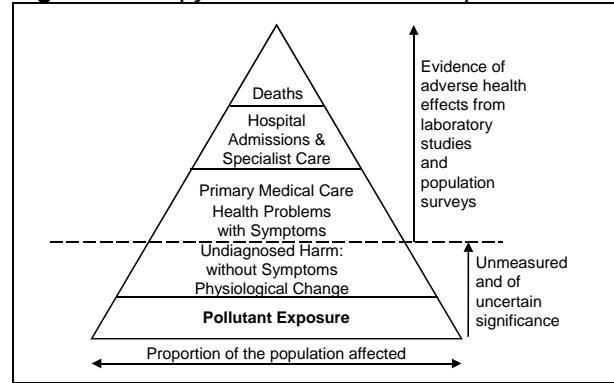 Deaths
Hospital
Admissions &
Specialist Care
Primary Medical Care
Health Problems
with Symptoms
Undiagnosed Harm:
without Symptoms
Physiological Change
Pollutant Exposure
Proportion of the population affected
Evidence of
adverse health
effects from
laboratory
studies
and
population
surveys
Unmeasured
and of
uncertain
significance